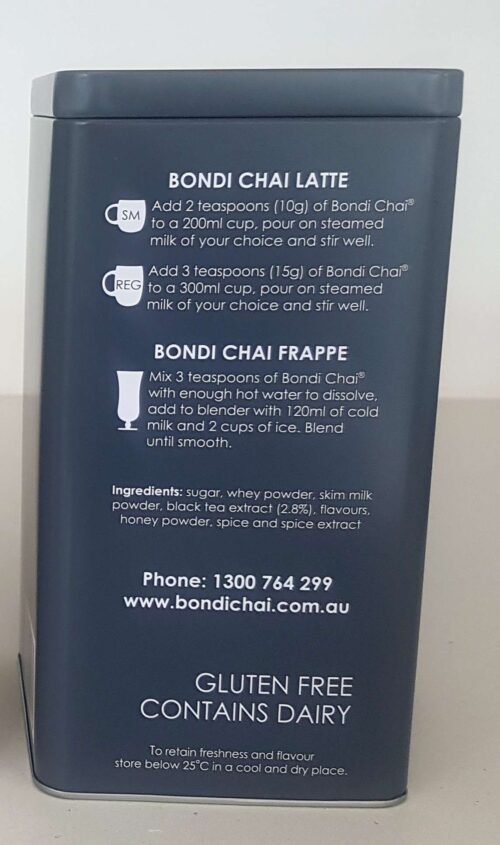 BONDI CHAI LATTE
SM
Add 2 teaspoons (10g) of Bondi Chai®
to a 200ml cup, pour on steamed
milk of your choice and stir well.
REG
Add 3 teaspoons (15g) of Bondi Chai®
to a 300ml cup, pour on steamed
milk of your choice and stir well.
BONDI CHAI FRAPPE
Mix 3 teaspoons of Bondi Chai®
with enough hot water to dissolve,
add to blender with 120ml of cold
milk and 2 cups of ice. Blend
until smooth.
Ingredients: sugar, whey powder, skim milk
powder, black tea extract (2.8%), flavours,
honey powder, spice and spice extract
Phone: 1300 764 299
www.bondichai.com.au
GLUTEN FREE
CONTAINS DAIRY
To retain freshness and flavour
store below 25°C in a cool and dry place.